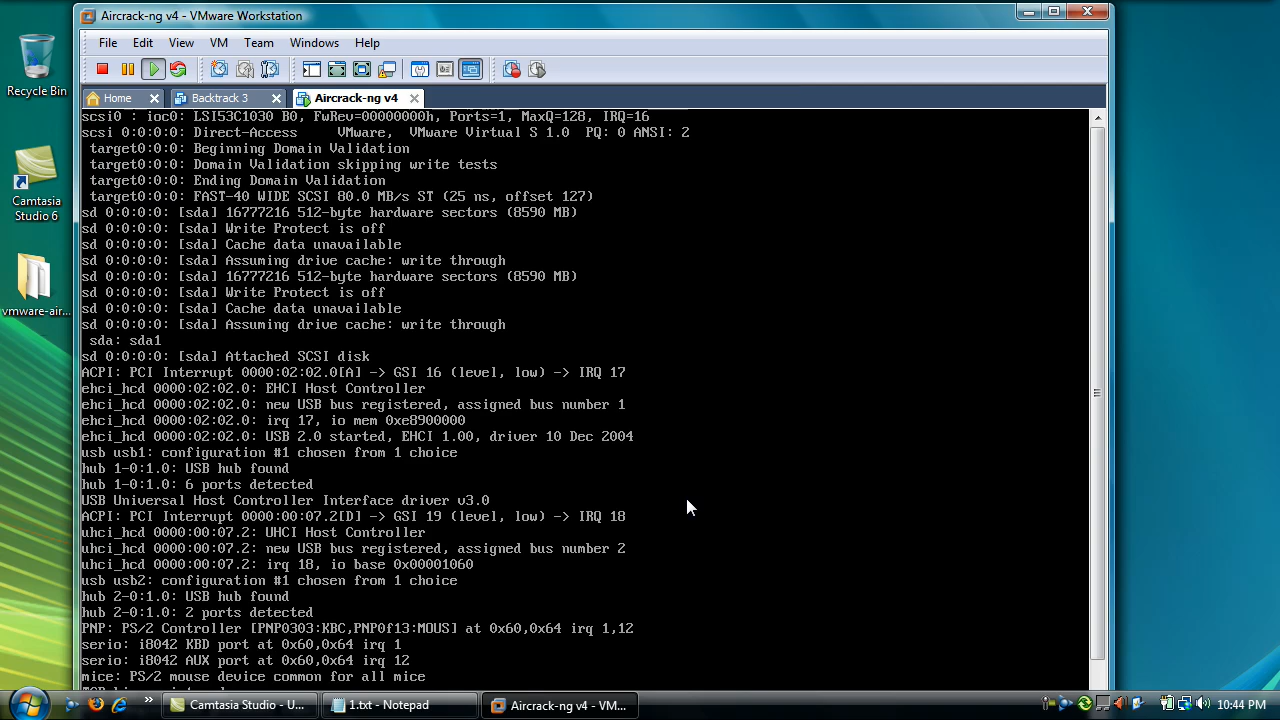 Aircrack-ng v4 - VMware Workstation
File Edit View VM Team Windows Help
Home Backtrack 3 Aircrack-ng v4
scsi0 : ioc0: LSI53C1030 B0, FwRev=00000000h, Ports=1, MaxQ=128, IRQ=16
scsi 0:0:0:0: Direct-Access     VMware,  VMware Virtual S 1.0  PQ: 0 ANSI: 2
target0:0:0: Beginning Domain Validation
target0:0:0: Domain Validation skipping write tests
target0:0:0: Ending Domain Validation
target0:0:0: FAST-40 WIDE SCSI 80.0 MB/s ST (25 ns, offset 127)
sd 0:0:0:0: [sda] 16777216 512-byte hardware sectors (8590 MB)
sd 0:0:0:0: [sda] Write Protect is off
sd 0:0:0:0: [sda] Cache data unavailable
sd 0:0:0:0: [sda] Assuming drive cache: write through
sd 0:0:0:0: [sda] 16777216 512-byte hardware sectors (8590 MB)
sd 0:0:0:0: [sda] Write Protect is off
sd 0:0:0:0: [sda] Cache data unavailable
sd 0:0:0:0: [sda] Assuming drive cache: write through
sda: sda1
sd 0:0:0:0: [sda] Attached SCSI disk
ACPI: PCI Interrupt 0000:02:02.0[A] -> GSI 16 (level, low) -> IRQ 17
ehci_hcd 0000:02:02.0: EHCI Host Controller
ehci_hcd 0000:02:02.0: new USB bus registered, assigned bus number 1
ehci_hcd 0000:02:02.0: irq 17, io mem 0xe8900000
ehci_hcd 0000:02:02.0: USB 2.0 started, EHCI 1.00, driver 10 Dec 2004
usb usb1: configuration #1 chosen from 1 choice
hub 1-0:1.0: USB hub found
hub 1-0:1.0: 6 ports detected
USB Universal Host Controller Interface driver v3.0
ACPI: PCI Interrupt 0000:00:07.2[D] -> GSI 19 (level, low) -> IRQ 18
uhci_hcd 0000:00:07.2: UHCI Host Controller
uhci_hcd 0000:00:07.2: new USB bus registered, assigned bus number 2
uhci_hcd 0000:00:07.2: irq 18, io base 0x00001060
usb usb2: configuration #1 chosen from 1 choice
hub 2-0:1.0: USB hub found
hub 2-0:1.0: 2 ports detected
PNP: PS/2 Controller [PNP0303:KBC,PNP0f13:MOUS] at 0x60,0x64 irq 1,12
serio: i8042 KBD port at 0x60,0x64 irq 1
serio: i8042 AUX port at 0x60,0x64 irq 12
mice: PS/2 mouse device common for all mice
Recycle Bin
Camtasia
Studio 6
vmware-air...
Camtasia Studio - U...
1.txt - Notepad
Aircrack-ng v4 - VM...
10:44 PM